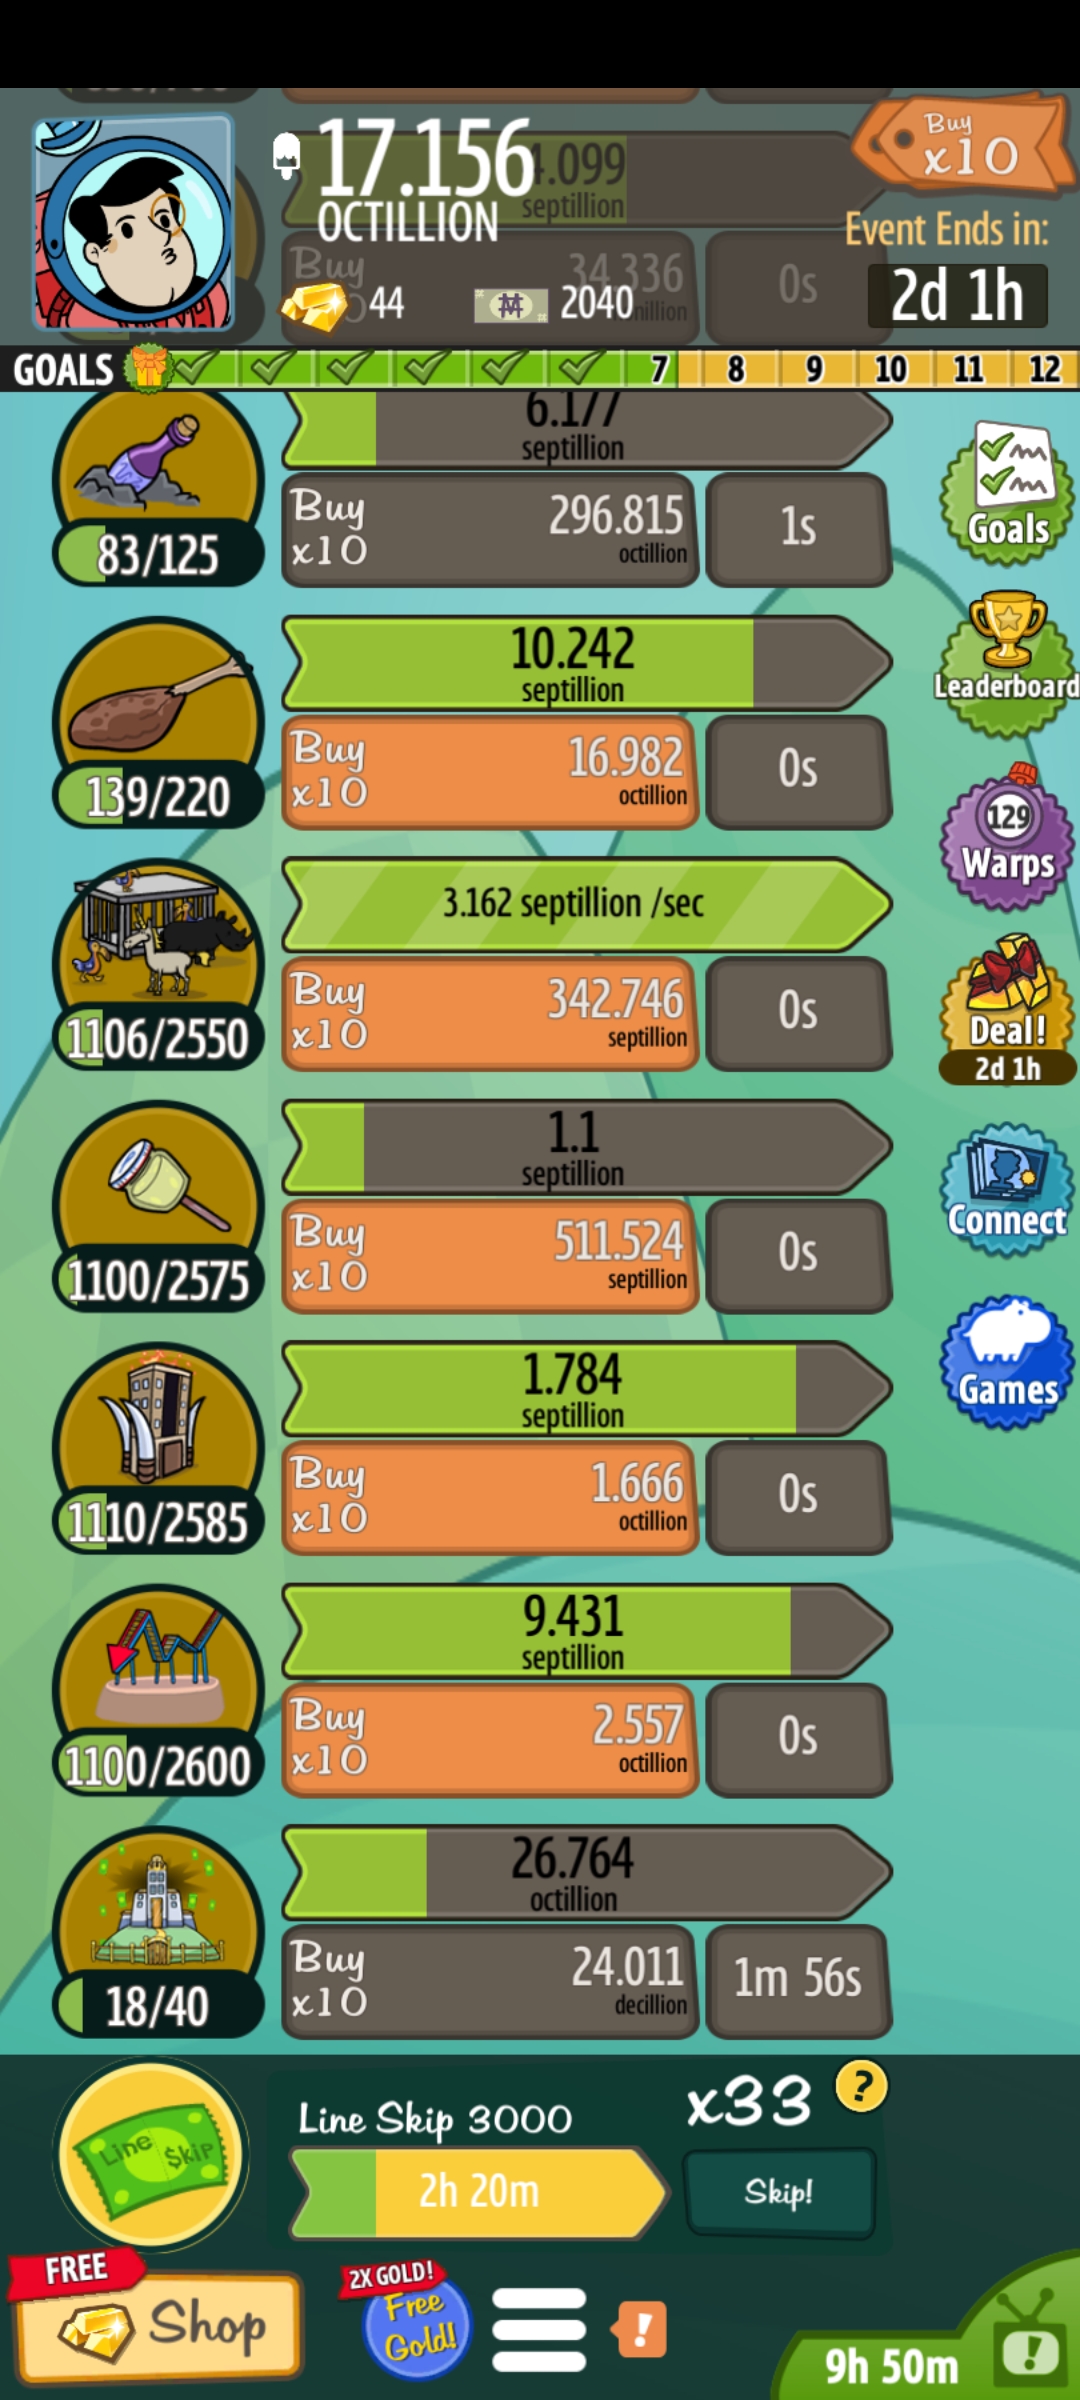 17.156
OCTILLION
4.099
septillion
Buy
x10
Event Ends in:
2d 1h
Buy
34.336
0s
44
2040
GOALS
7
8
9
10
11
12
6.177
septillion
Buy
x10
296.815
octillion
1s
83/125
Goals
10.242
septillion
Buy
x10
16.982
octillion
0s
139/220
Leaderboard
129
Warps
3.162 septillion /sec
Buy
x10
342.746
septillion
0s
1106/2550
Deal!
2d 1h
1.1
septillion
Buy
x10
511.524
septillion
0s
1100/2575
Connect
1.784
septillion
Buy
x10
1.666
octillion
0s
1110/2585
Games
9.431
septillion
Buy
x10
2.557
octillion
0s
1100/2600
26.764
octillion
Buy
x10
24.011
decillion
1m 56s
18/40
Line $kip
Line Skip 3000
x33
?
2h 20m
Skip!
FREE
Shop
2X GOLD!
Free
Gold!
!
9h 50m
!